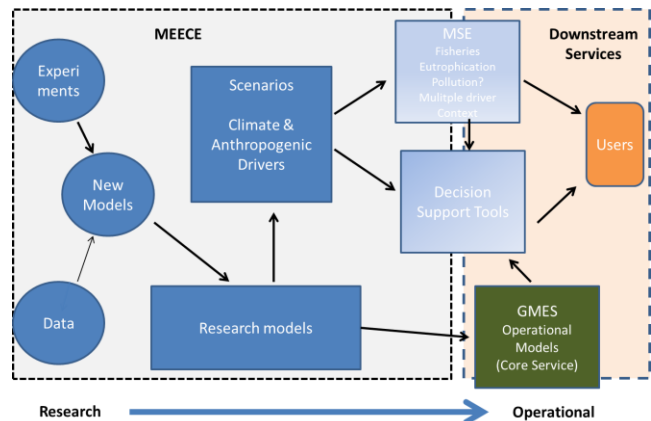 MEECE
Downstream
Services
Experi
ments
New
Models
Data
Scenarios
Climate &
Anthropogenic
Drivers
Research models
MSE
Fisheries
Eutrophication
Pollution?
Mulitple driver
Context
Decision
Support Tools
Users
GMES
Operational
Models
(Core Service)
Research
Operational